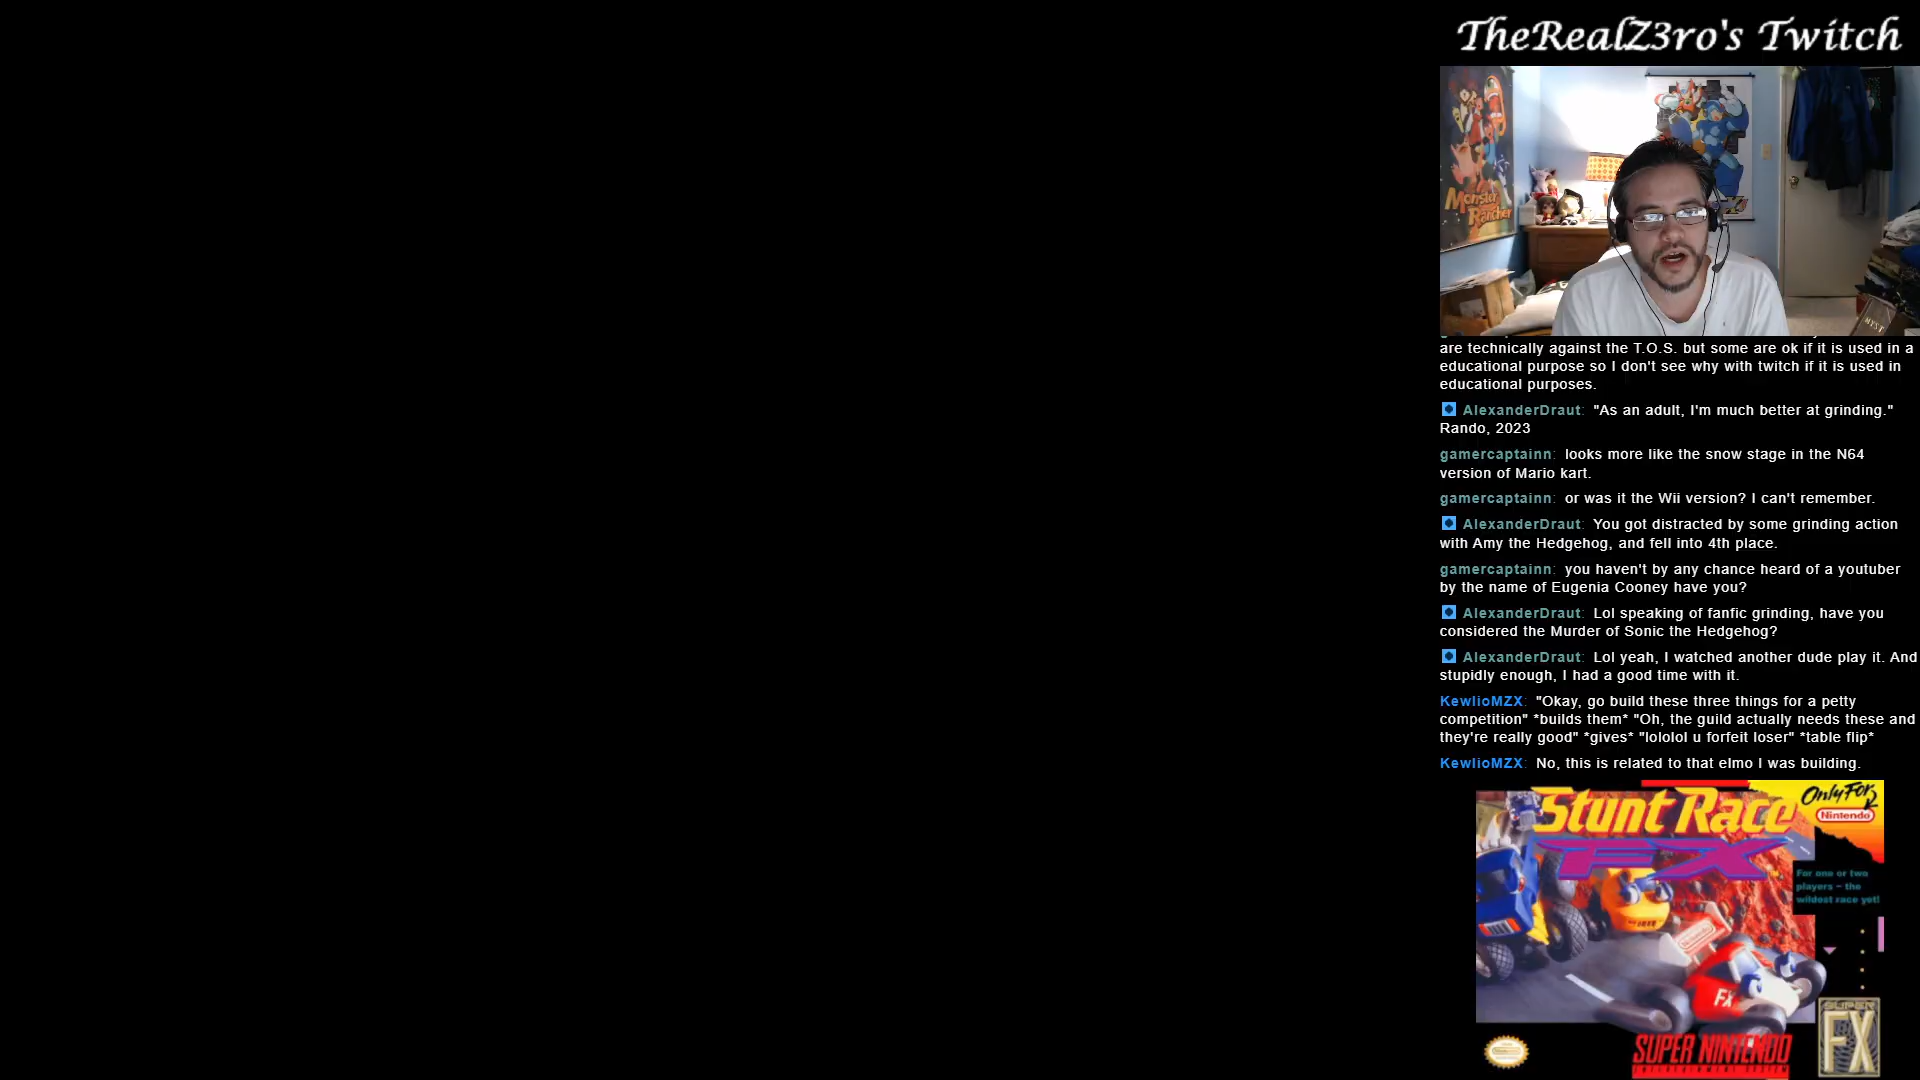 TheRealZ3ro's Twitch
Monster
Rancher
MYST
are technically against the T.O.S. but some are ok if it is used in a
educational purpose so I don't see why with twitch if it is used in
educational purposes.
AlexanderDraut: "As an adult, I'm much better at grinding."
Rando, 2023
gamercaptainn: looks more like the snow stage in the N64
version of Mario kart.
gamercaptainn: or was it the Wii version? I can't remember.
AlexanderDraut: You got distracted by some grinding action
with Amy the Hedgehog, and fell into 4th place.
gamercaptainn: you haven't by any chance heard of a youtuber
by the name of Eugenia Cooney have you?
AlexanderDraut: Lol speaking of fanfic grinding, have you
considered the Murder of Sonic the Hedgehog?
AlexanderDraut: Lol yeah, I watched another dude play it. And
stupidly enough, I had a good time with it.
KewlioMZX: "Okay, go build these three things for a petty
competition" *builds them* "Oh, the guild actually needs these and
they're really good" *gives* "lololol u forfeit loser" *table flip*
KewlioMZX: No, this is related to that elmo I was building.
Only For
Nintendo
Stunt Race
FX
For one or two
players - the
wildest race yet!
FX
SUPER
FX
SUPER NINTENDO
ENTERTAINMENT SYSTEM